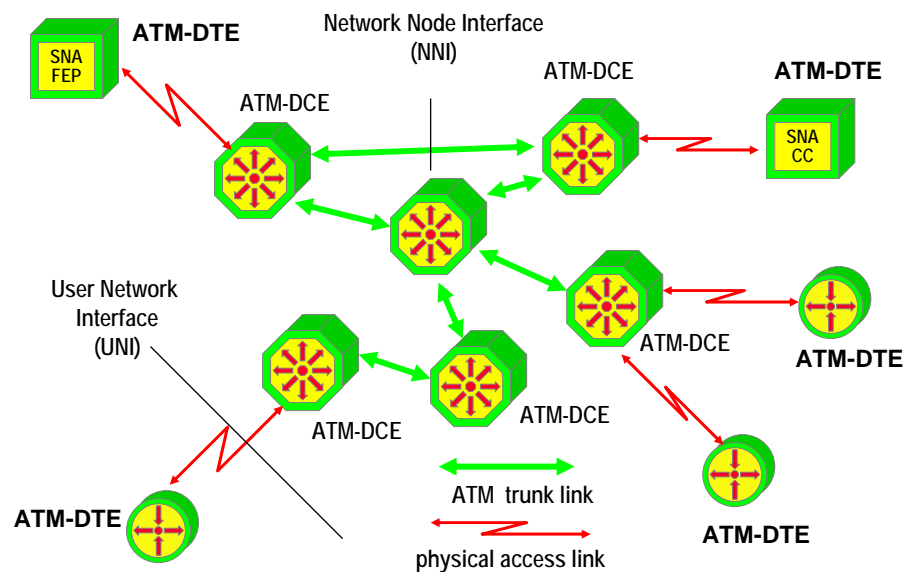 ATM-DTE
Network Node Interface
(NNI)
SNA
FEP
ATM-DCE
ATM-DCE
ATM-DTE
SNA
CC
User Network
Interface
(UNI)
ATM-DCE
ATM-DTE
ATM-DCE
ATM-DCE
ATM trunk link
ATM-DTE
ATM-DTE
physical access link